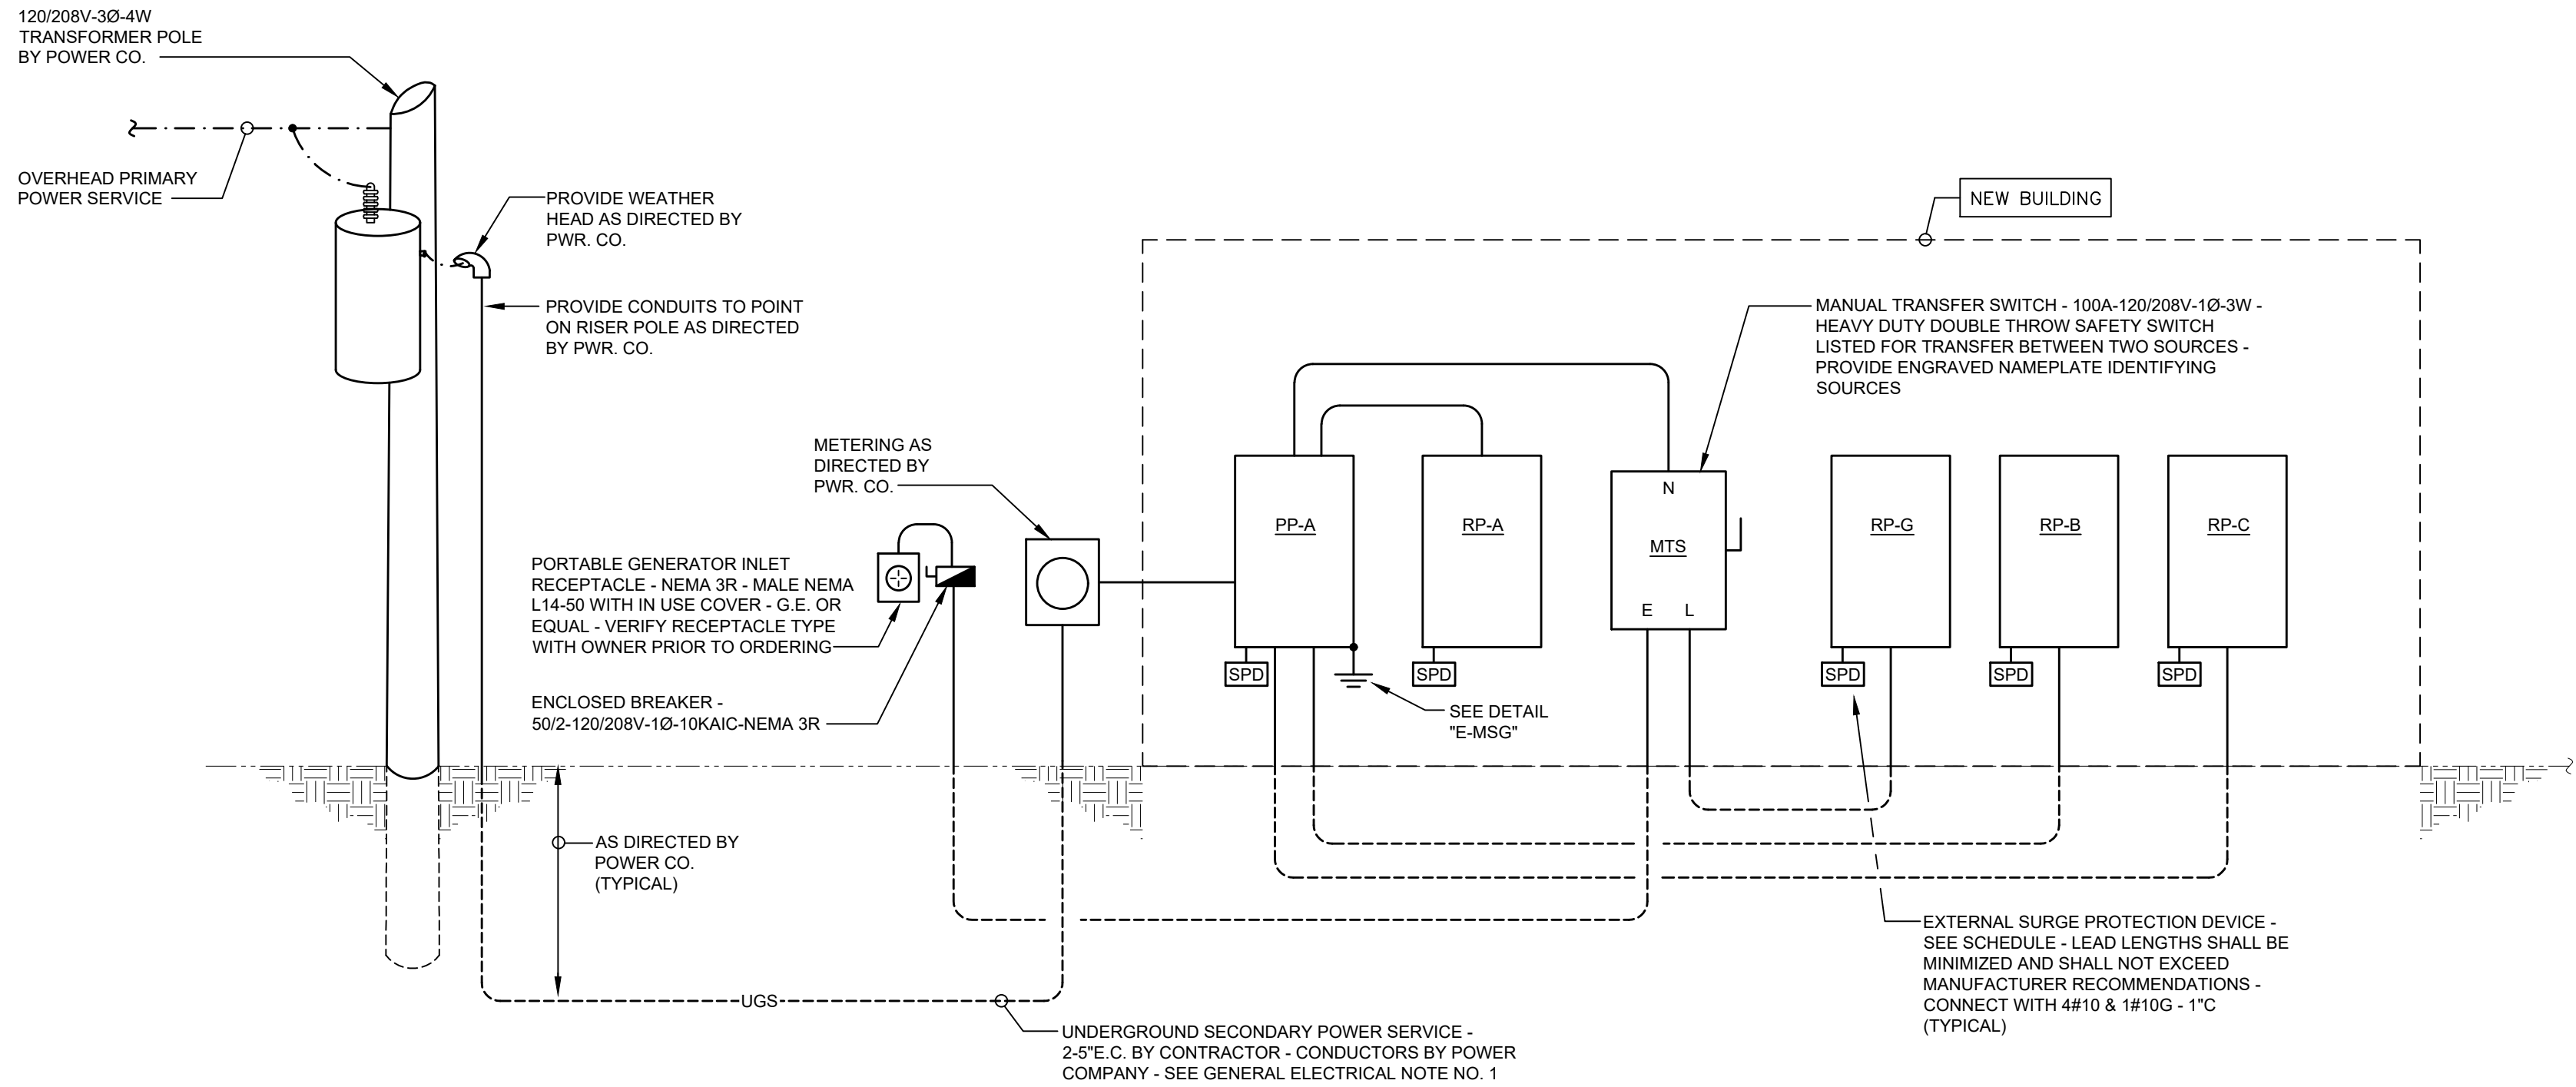 120/208V-3Ø-4W
TRANSFORMER POLE
BY POWER CO.
OVERHEAD PRIMARY
POWER SERVICE
PROVIDE WEATHER
HEAD AS DIRECTED BY
PWR. CO.
PROVIDE CONDUITS TO POINT
ON RISER POLE AS DIRECTED
BY PWR. CO.
NEW BUILDING
MANUAL TRANSFER SWITCH - 100A-120/208V-1Ø-3W -
HEAVY DUTY DOUBLE THROW SAFETY SWITCH
LISTED FOR TRANSFER BETWEEN TWO SOURCES -
PROVIDE ENGRAVED NAMEPLATE IDENTIFYING
SOURCES
METERING AS
DIRECTED BY
PWR. CO.
PORTABLE GENERATOR INLET
RECEPTACLE - NEMA 3R - MALE NEMA
L14-50 WITH IN USE COVER - G.E. OR
EQUAL - VERIFY RECEPTACLE TYPE
WITH OWNER PRIOR TO ORDERING
ENCLOSED BREAKER -
50/2-120/208V-1Ø-10KAIC-NEMA 3R
PP-A
RP-A
N
MTS
E L
RP-G
RP-B
RP-C
SPD
SPD
SPD
SPD
SPD
SEE DETAIL
"E-MSG"
AS DIRECTED BY
POWER CO.
(TYPICAL)
UGS
EXTERNAL SURGE PROTECTION DEVICE -
SEE SCHEDULE - LEAD LENGTHS SHALL BE
MINIMIZED AND SHALL NOT EXCEED
MANUFACTURER RECOMMENDATIONS -
CONNECT WITH 4#10 & 1#10G - 1"C
(TYPICAL)
UNDERGROUND SECONDARY POWER SERVICE -
2-5"E.C. BY CONTRACTOR - CONDUCTORS BY POWER
COMPANY - SEE GENERAL ELECTRICAL NOTE NO. 1